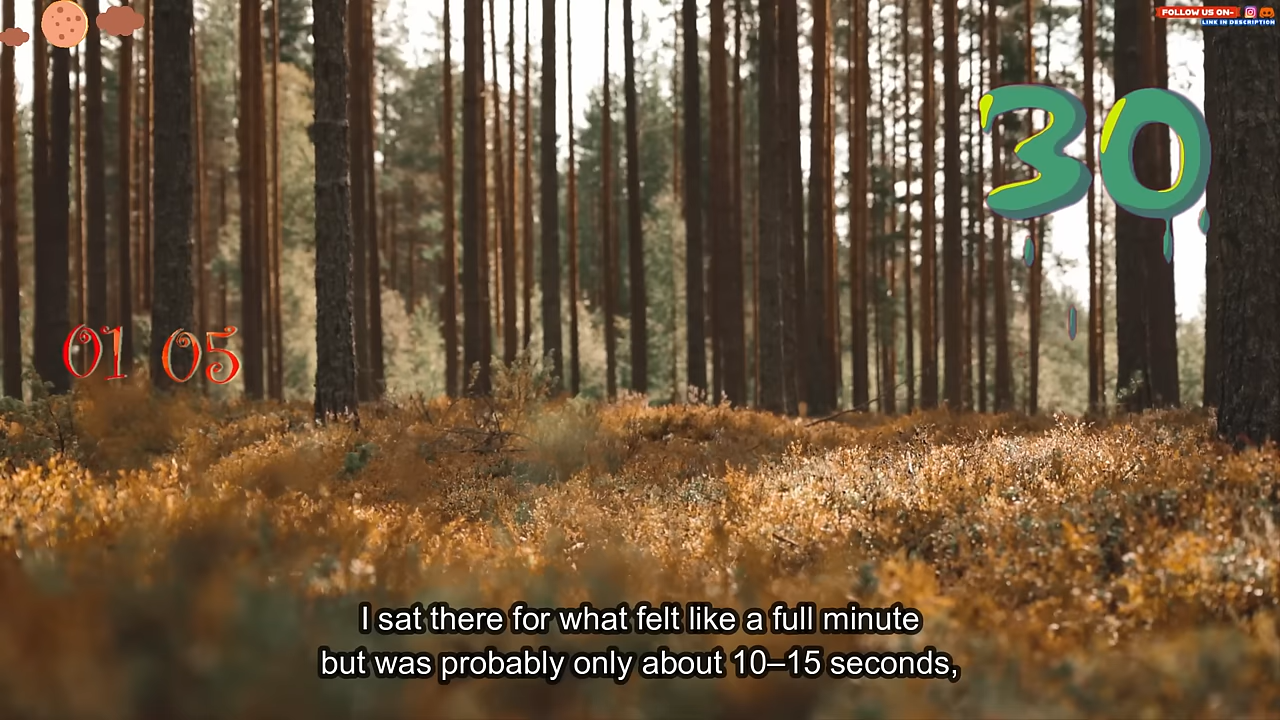 FOLLOW US ON-
LINK IN DESCRIPTION
30
01 05
I sat there for what felt like a full minute
but was probably only about 10–15 seconds,